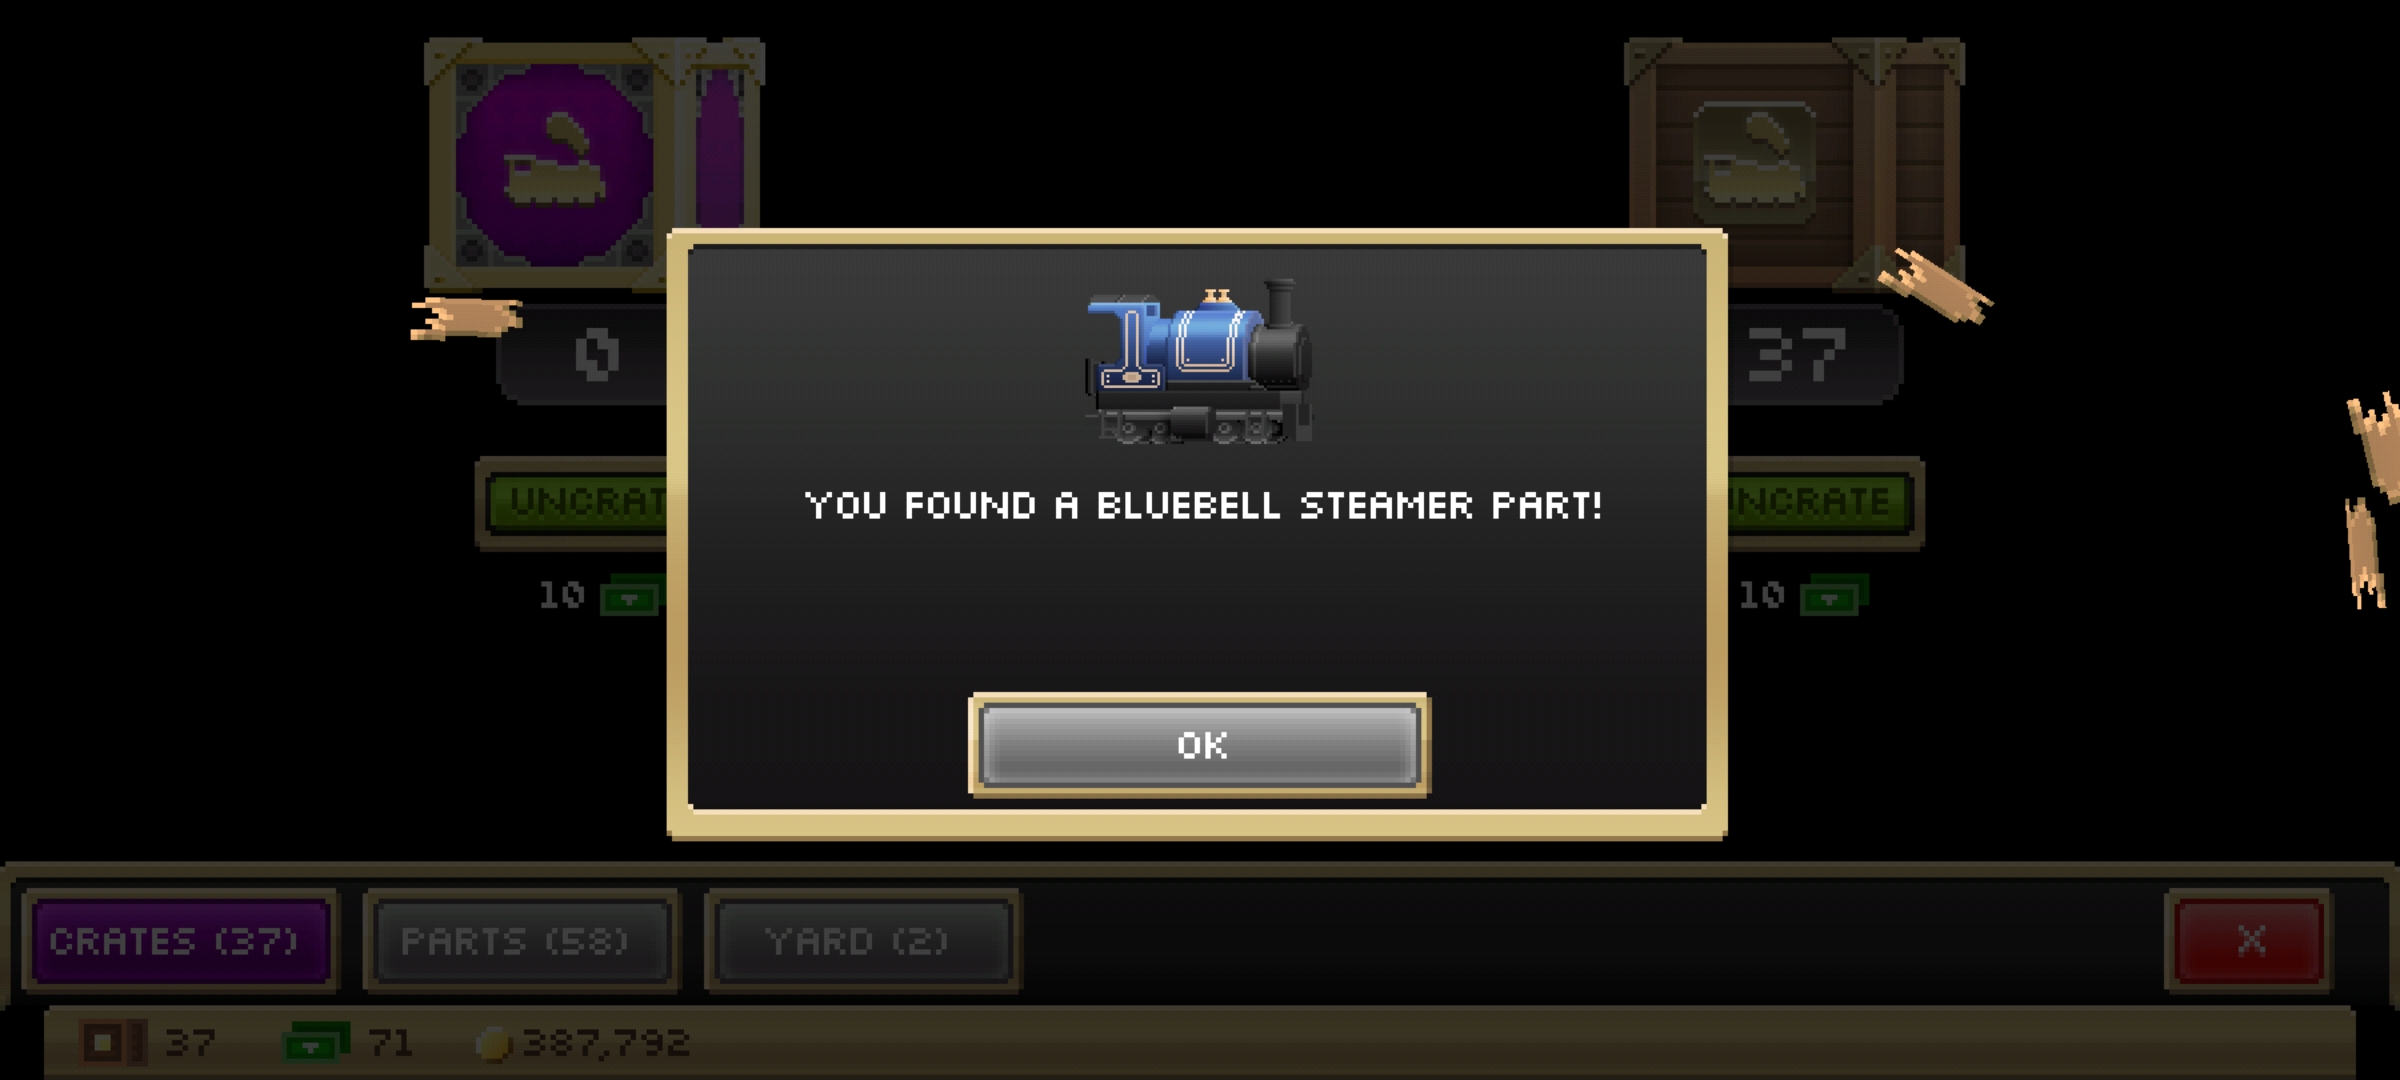 0
37
UNCRAT
NCRATE
10
10
YOU FOUND A BLUEBELL STEAMER PART!
OK
CRATES (37)
PARTS (58)
YARD (2)
X
37
71
387,792